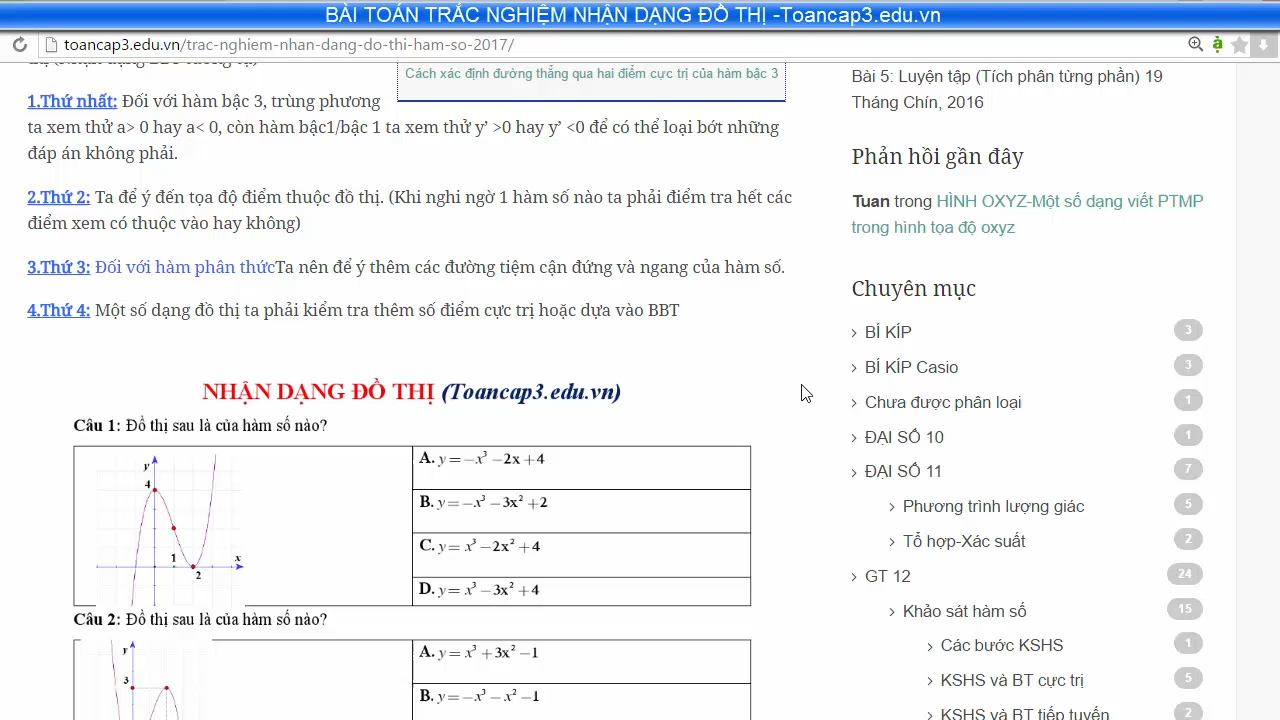 BÀI TOÁN TRẮC NGHIỆM NHẬN DẠNG ĐỒ THỊ -Toancap3.edu.vn
toancap3.edu.vn/trac-nghiem-nhan-dang-do-thi-ham-so-2017/
Cách xác định đường thẳng qua hai điểm cực trị của hàm bậc 3
1.Thứ nhất: Đối với hàm bậc 3, trùng phương
ta xem thử a> 0 hay a< 0, còn hàm bậc1/bậc 1 ta xem thử y’ >0 hay y’ <0 để có thể loại bớt những
đáp án không phải.
2.Thứ 2: Ta để ý đến tọa độ điểm thuộc đồ thị. (Khi nghi ngờ 1 hàm số nào ta phải điểm tra hết các
điểm xem có thuộc vào hay không)
3.Thứ 3: Đối với hàm phân thứcTa nên để ý thêm các đường tiệm cận đứng và ngang của hàm số.
4.Thứ 4: Một số dạng đồ thị ta phải kiểm tra thêm số điểm cực trị hoặc dựa vào BBT
NHẬN DẠNG ĐỒ THỊ (Toancap3.edu.vn)
Câu 1: Đồ thị sau là của hàm số nào?
y
4
1
x
2
A. y = −x³ − 2x + 4
B. y = −x³ − 3x² + 2
C. y = x³ − 2x² + 4
D. y = x³ − 3x² + 4
Câu 2: Đồ thị sau là của hàm số nào?
y
3
A. y = x³ + 3x² − 1
B. y = −x³ − x² − 1
Bài 5: Luyện tập (Tích phân từng phần) 19
Tháng Chín, 2016
Phản hồi gần đây
Tuan trong HÌNH OXYZ-Một số dạng viết PTMP
trong hình tọa độ oxyz
Chuyên mục
BÍ KÍP 3
BÍ KÍP Casio 3
Chưa được phân loại 1
ĐẠI SỐ 10 1
ĐẠI SỐ 11 7
Phương trình lượng giác 5
Tổ hợp-Xác suất 2
GT 12 24
Khảo sát hàm số 15
Các bước KSHS 1
KSHS và BT cực trị 5
KSHS và BT tiếp tuyến 2